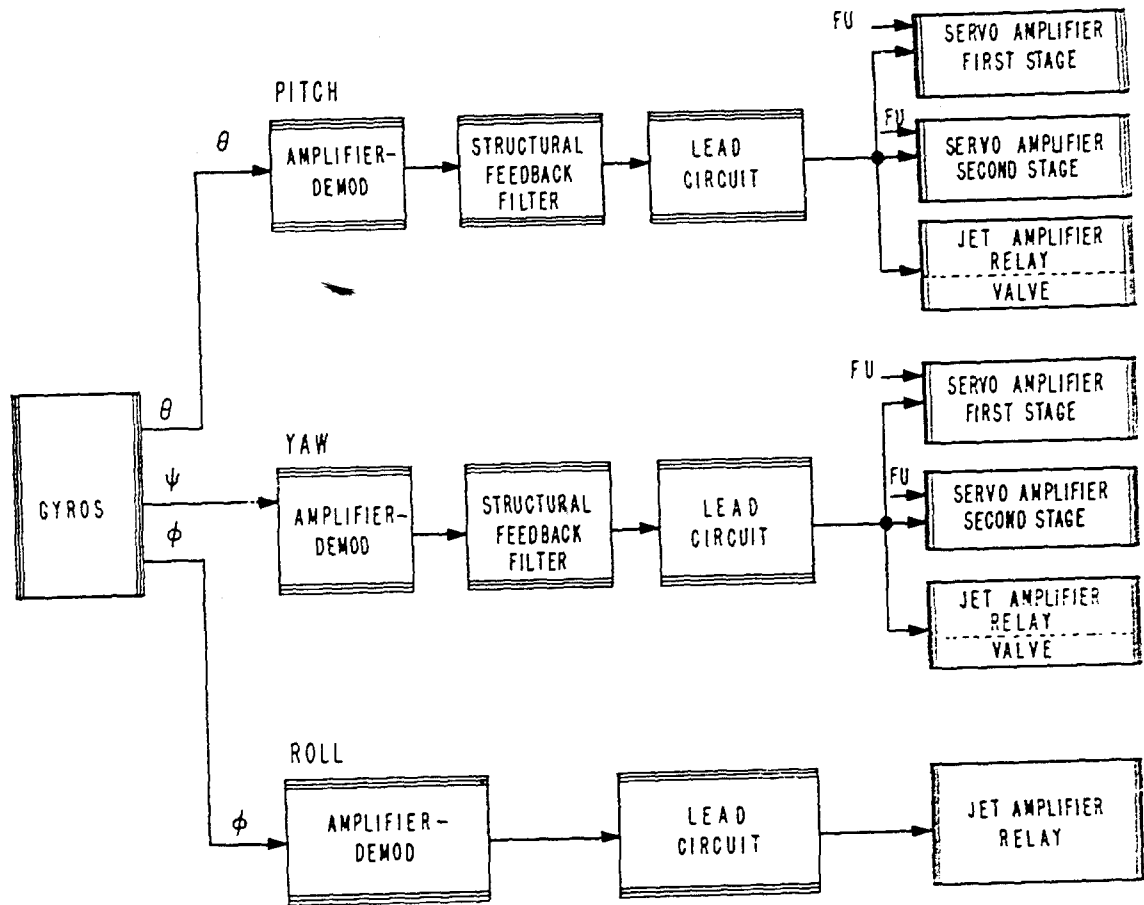 FU
SERVO AMPLIFIER
FIRST STAGE
PITCH
θ
AMPLIFIER-
DEMOD
STRUCTURAL
FEEDBACK
FILTER
LEAD
CIRCUIT
FU
SERVO AMPLIFIER
SECOND STAGE
JET AMPLIFIER
RELAY
VALVE
GYROS
θ
ψ
ϕ
YAW
AMPLIFIER-
DEMOD
STRUCTURAL
FEEDBACK
FILTER
LEAD
CIRCUIT
FU
SERVO AMPLIFIER
FIRST STAGE
FU
SERVO AMPLIFIER
SECOND STAGE
JET AMPLIFIER
RELAY
VALVE
ROLL
ϕ
AMPLIFIER-
DEMOD
LEAD
CIRCUIT
JET AMPLIFIER
RELAY